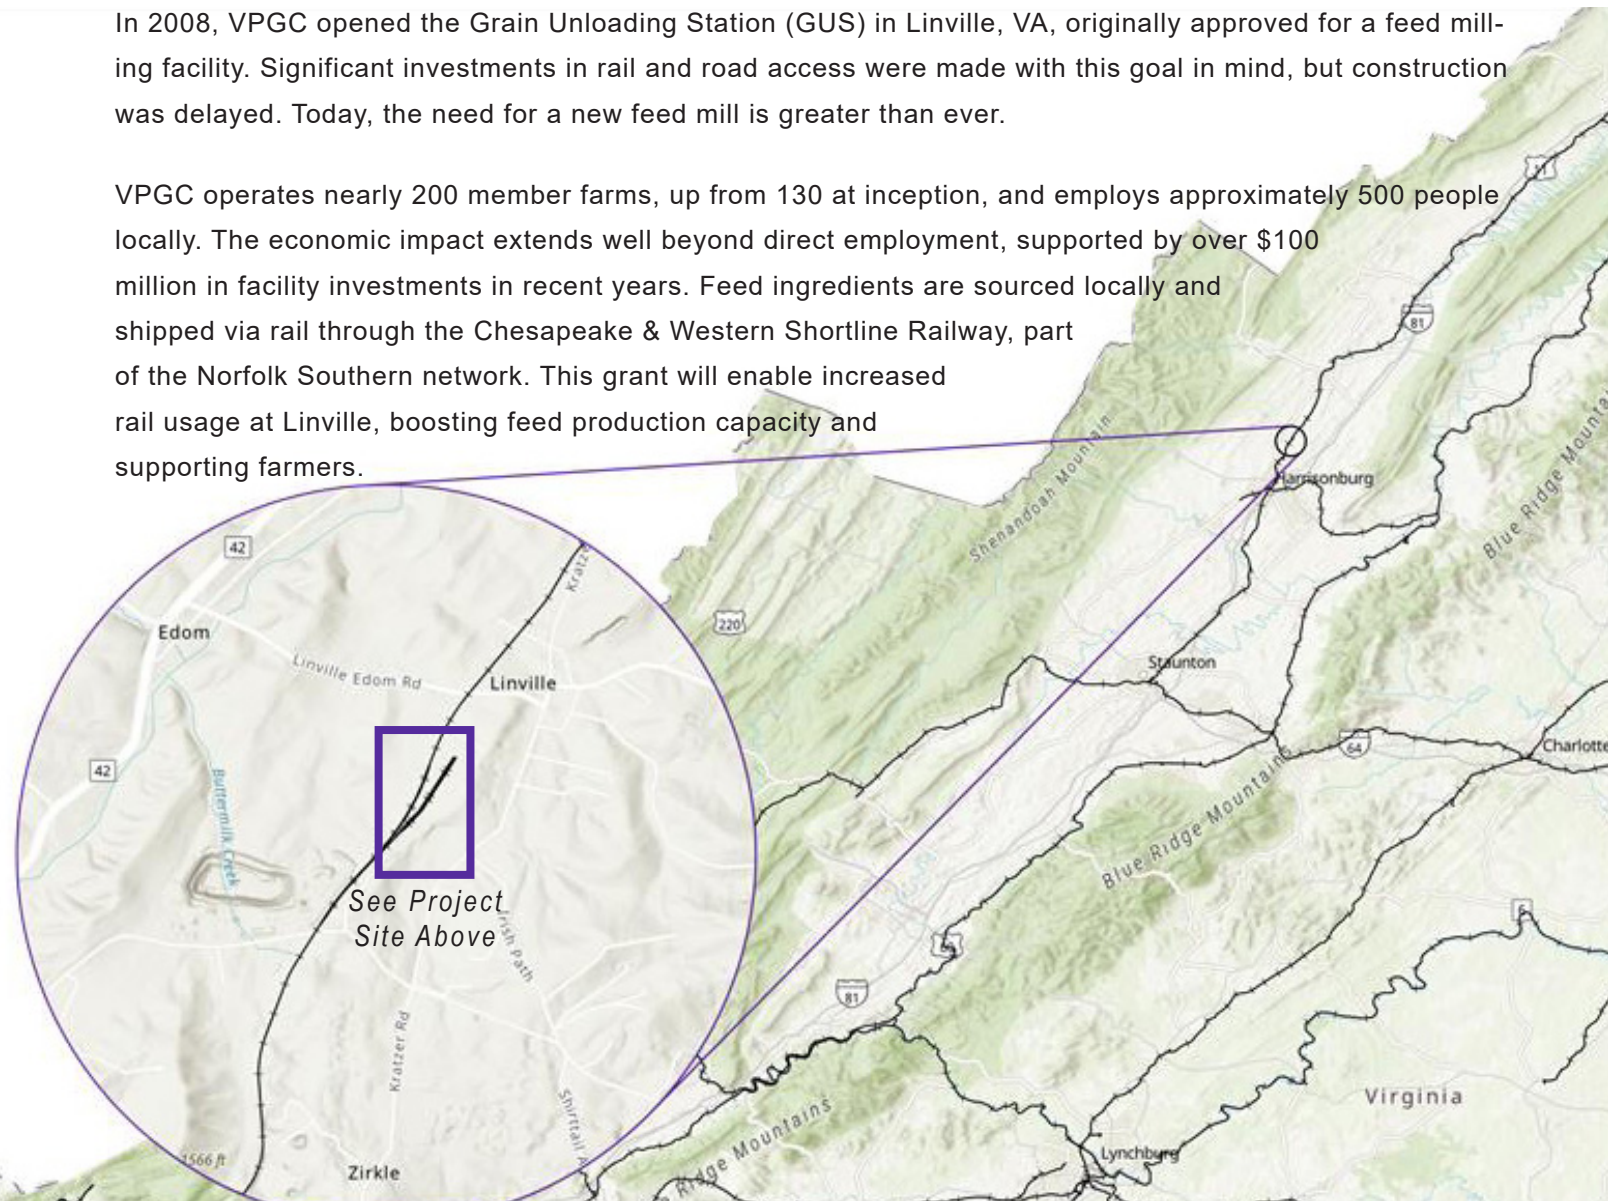 In 2008, VPGC opened the Grain Unloading Station (GUS) in Linville, VA, originally approved for a feed mill-
ing facility. Significant investments in rail and road access were made with this goal in mind, but construction
was delayed. Today, the need for a new feed mill is greater than ever.
VPGC operates nearly 200 member farms, up from 130 at inception, and employs approximately 500 people
locally. The economic impact extends well beyond direct employment, supported by over $100
million in facility investments in recent years. Feed ingredients are sourced locally and
shipped via rail through the Chesapeake & Western Shortline Railway, part
of the Norfolk Southern network. This grant will enable increased
rail usage at Linville, boosting feed production capacity and
supporting farmers.
11
81
Harrisonburg
Shenandoah Mountain
Blue Ridge Mountai
42
Kratze
Edom
220
Linville Edom Rd
Linville
Staunton
64
Charlotte
42
Buttermilk Creek
Blue Ridge Mountains
See Project
Site Above
Irish Path
6
81
Kratzer Rd
Shirttail A
Virginia
Ridge Mountains
Lynchburg
1566 ft
Zirkle